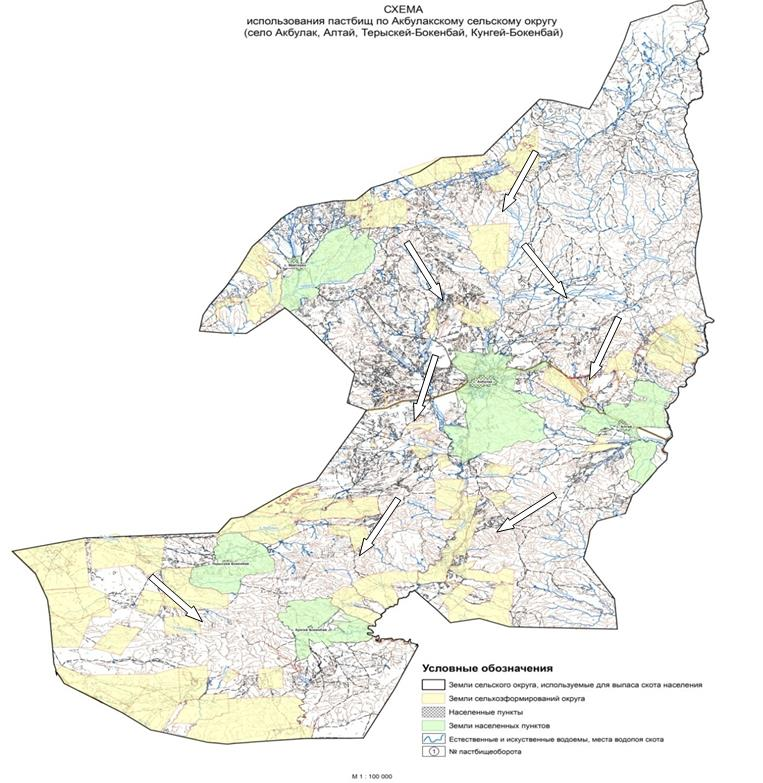 СХЕМА
использования пастбищ по Акбулакскому сельскому округу
(село Акбулак, Алтай, Терыскей-Бокенбай, Кунгей-Бокенбай)
Акбулак
Условные обозначения
Земли сельского округа, используемые для выпаса скота населения
Земли сельхозформирований округа
Населенные пункты
Земли населенных пунктов
Естественные и искуственные водоемы, места водопоя скота
1 № пастбищеоборота
М 1 : 100 000